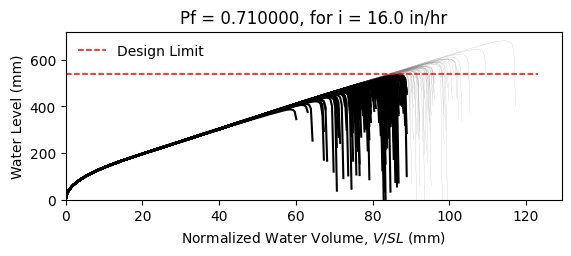 Pf = 0.710000, for i = 16.0 in/hr
Design Limit
Water Level (mm)
600
400
200
0
0 20 40 60 80 100 120
Normalized Water Volume, V/SL (mm)